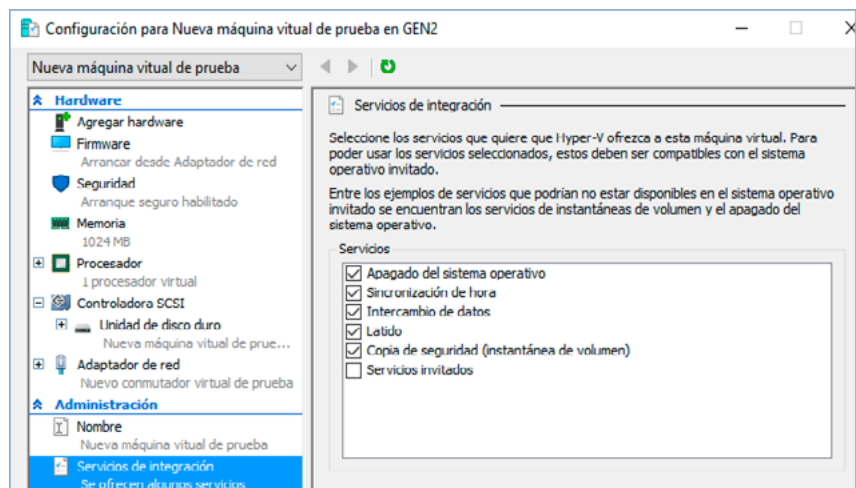 Configuración para Nueva máquina vitual de prueba en GEN2
Nueva máquina vitual de prueba
Hardware
Agregar hardware
Firmware
Arrancar desde Adaptador de red
Seguridad
Arranque seguro habilitado
Memoria
1024 MB
Procesador
1 procesador virtual
Controladora SCSI
Unidad de disco duro
Nueva máquina vitual de prue...
Adaptador de red
Nuevo conmutador virtual de prueba
Administración
Nombre
Nueva máquina vitual de prueba
Servicios de integración
Se ofrecen algunos servicios
Servicios de integración
Seleccione los servicios que quiere que Hyper-V ofrezca a esta máquina virtual. Para
poder usar los servicios seleccionados, estos deben ser compatibles con el sistema
operativo invitado.
Entre los ejemplos de servicios que podrían no estar disponibles en el sistema operativo
invitado se encuentran los servicios de instantáneas de volumen y el apagado del
sistema operativo.
Servicios
Apagado del sistema operativo
Sincronización de hora
Intercambio de datos
Latido
Copia de seguridad (instantánea de volumen)
Servicios invitados